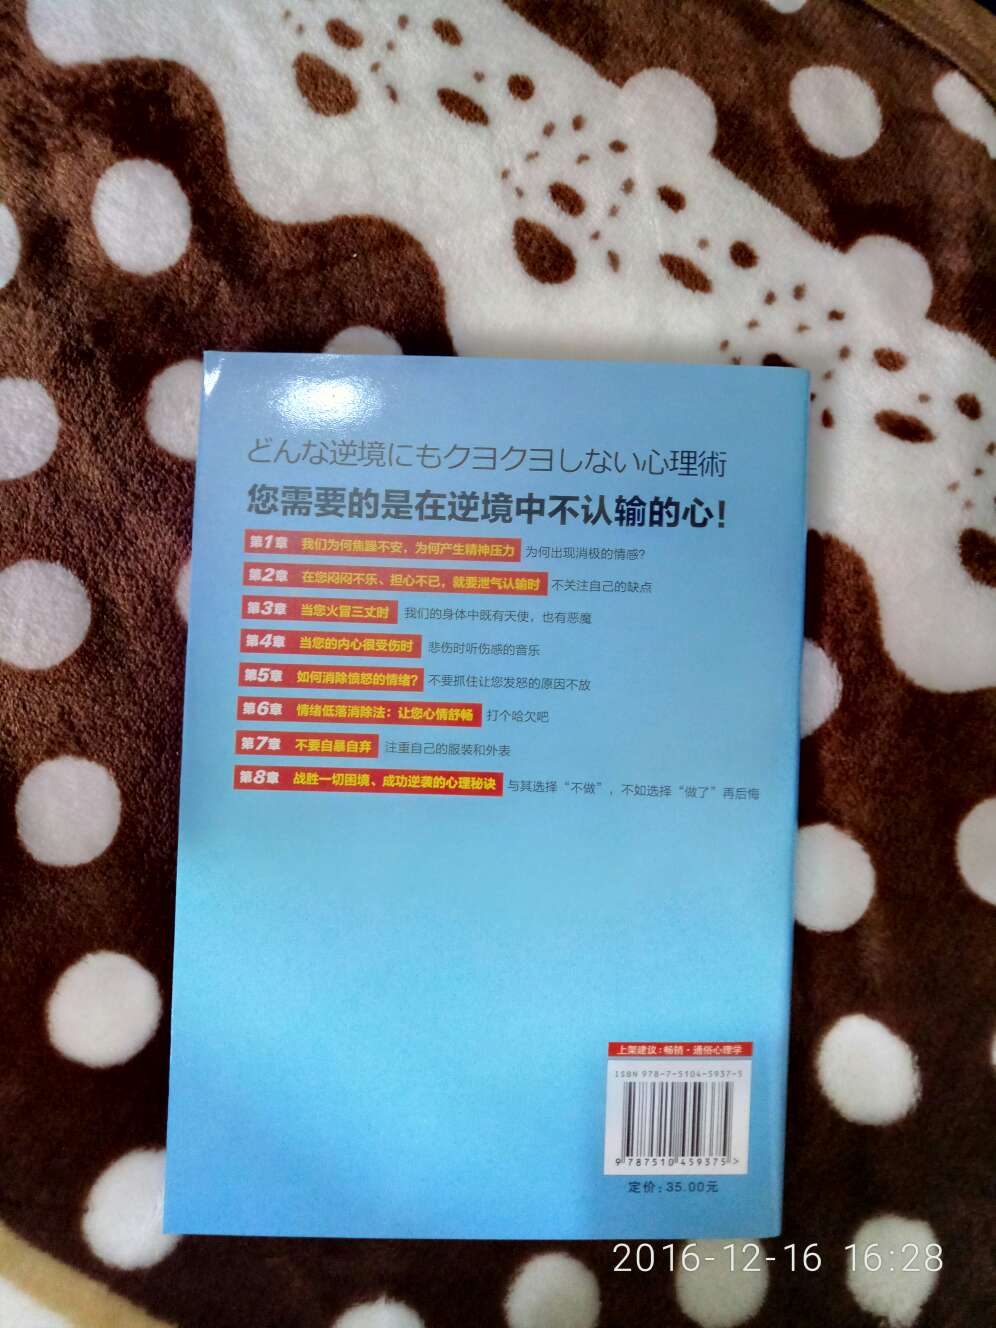 どんな逆境にもクヨクヨしない心理術
您需要的是在逆境中不认输的心！
第1章 我们为何焦躁不安，为何产生精神压力 为何出现消极的情感？
第2章 在您闷闷不乐、担心不已，就要泄气认输时 不关注自己的缺点
第3章 当您火冒三丈时 我们的身体中既有天使，也有恶魔
第4章 当您的内心很受伤时 悲伤时听伤感的音乐
第5章 如何消除愤怒的情绪？ 不要抓住让您发怒的原因不放
第6章 情绪低落消除法：让您心情舒畅 打个哈欠吧
第7章 不要自暴自弃 注重自己的服装和外表
第8章 战胜一切困境、成功逆袭的心理秘诀 与其选择“不做”，不如选择“做了”再后悔
上架建议：畅销·通俗心理学
ISBN 978-7-5104-5937-5
9 787510 459375 >
定价：35.00元
2016-12-16 16:28